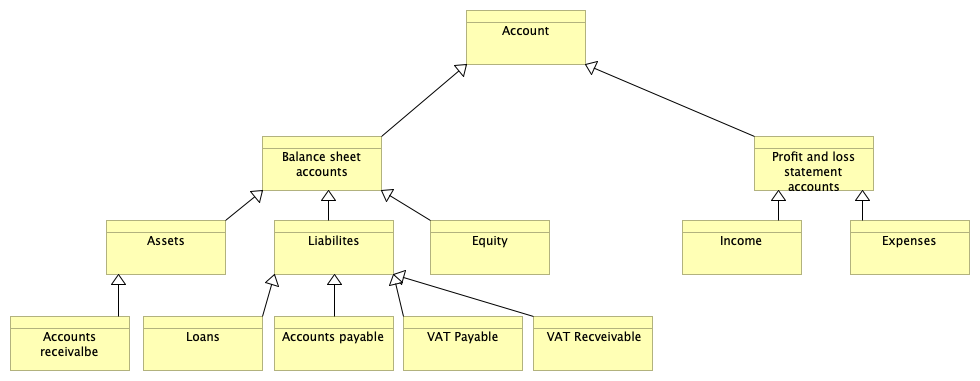 Account
Balance sheet
accounts
Profit and loss
statement
accounts
Assets
Liabilites
Equity
Income
Expenses
Accounts
receivalbe
Loans
Accounts payable
VAT Payable
VAT Recveivable